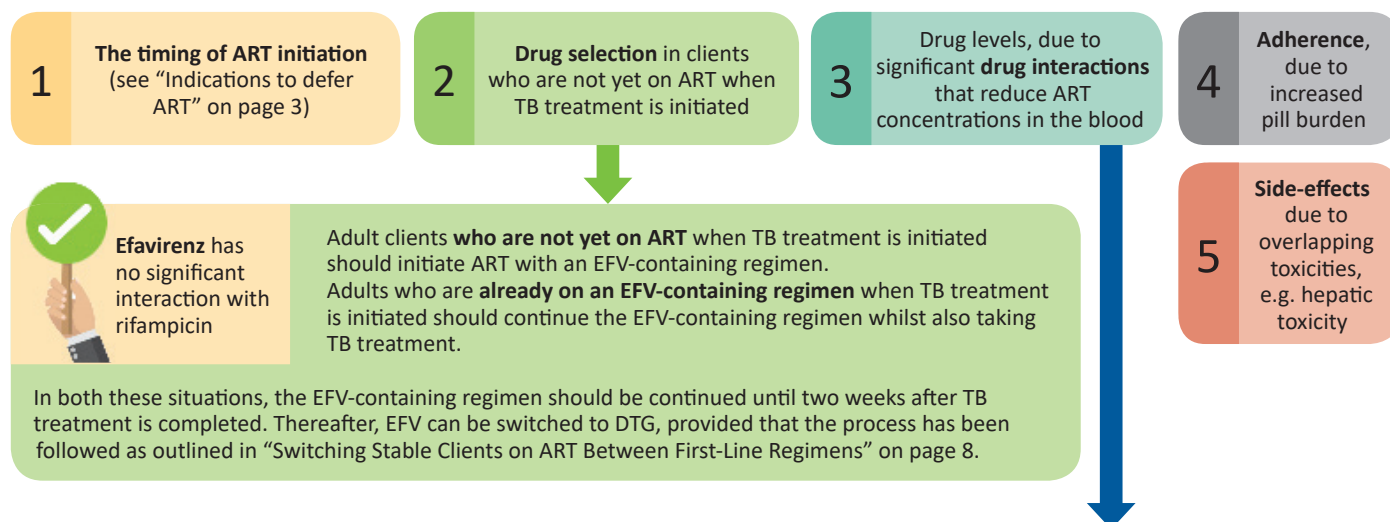 1
The timing of ART initiation
(see “Indications to defer
ART” on page 3)
2
Drug selection in clients
who are not yet on ART when
TB treatment is initiated
3
Drug levels, due to
significant drug interactions
that reduce ART
concentrations in the blood
4
Adherence,
due to
increased
pill burden
5
Side-effects
due to
overlapping
toxicities,
e.g. hepatic
toxicity
Efavirenz has
no significant
interaction with
rifampicin
Adult clients who are not yet on ART when TB treatment is initiated
should initiate ART with an EFV-containing regimen.
Adults who are already on an EFV-containing regimen when TB treatment
is initiated should continue the EFV-containing regimen whilst also taking
TB treatment.
In both these situations, the EFV-containing regimen should be continued until two weeks after TB
treatment is completed. Thereafter, EFV can be switched to DTG, provided that the process has been
followed as outlined in “Switching Stable Clients on ART Between First-Line Regimens” on page 8.